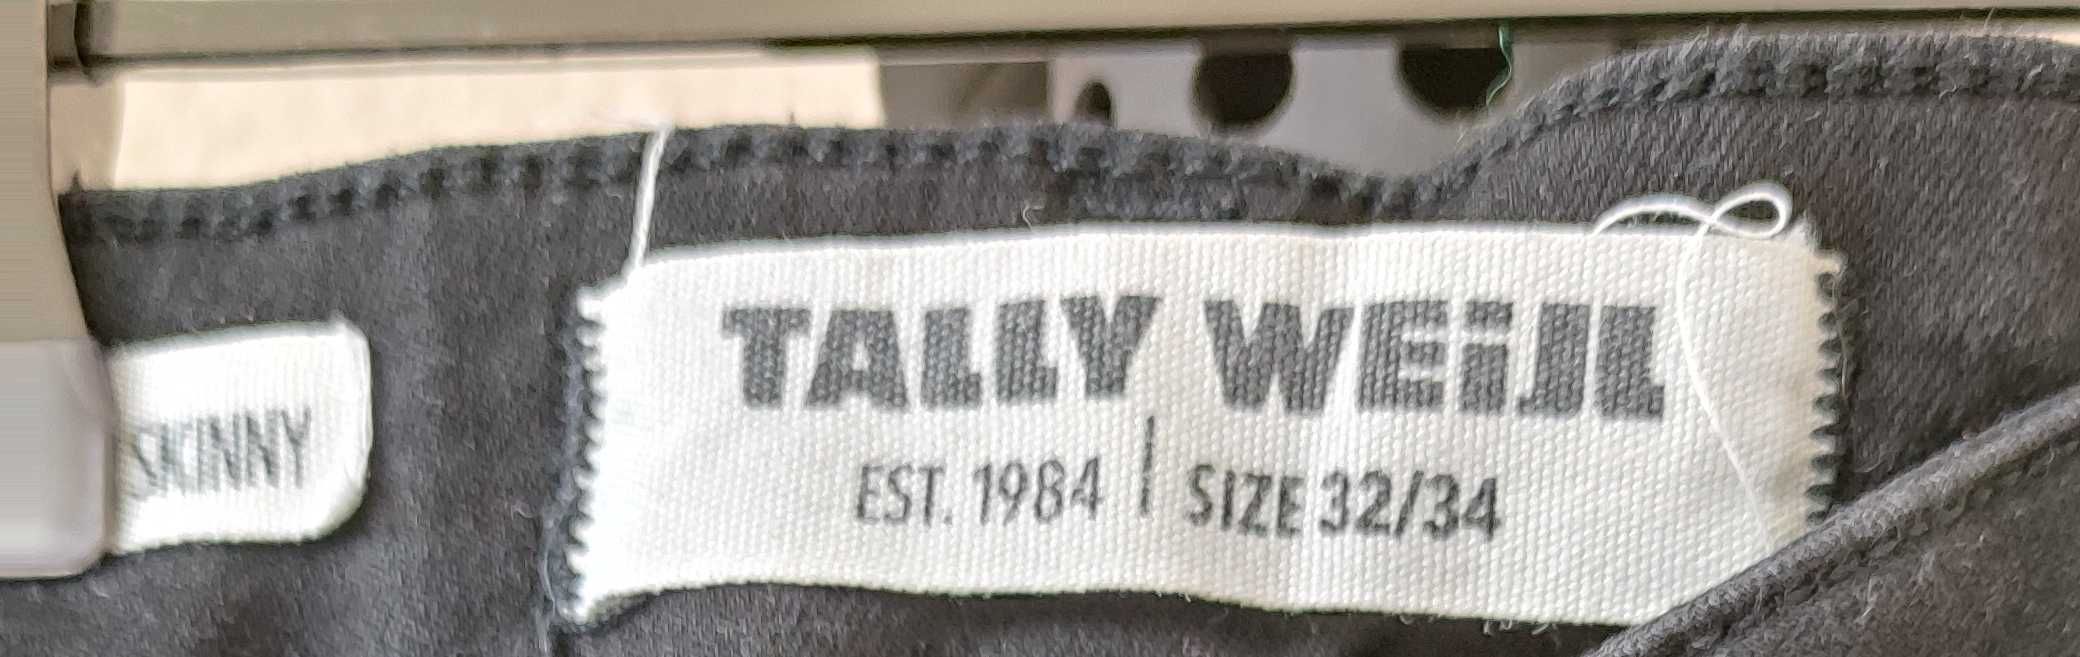 SKINNY
TALLY WEiJL
EST. 1984 | SIZE 32/34